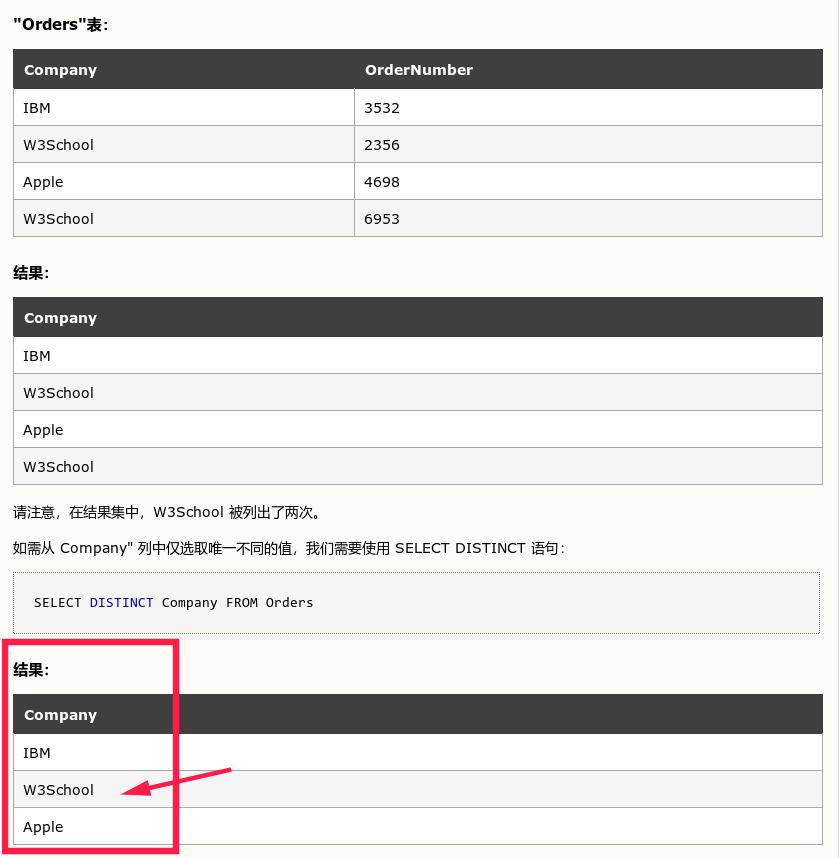 "Orders"表：
Company OrderNumber
IBM 3532
W3School 2356
Apple 4698
W3School 6953
结果：
Company
IBM
W3School
Apple
W3School
请注意，在结果集中，W3School 被列出了两次。
如需从 Company" 列中仅选取唯一不同的值，我们需要使用 SELECT DISTINCT 语句：
SELECT DISTINCT Company FROM Orders
结果：
Company
IBM
W3School
Apple